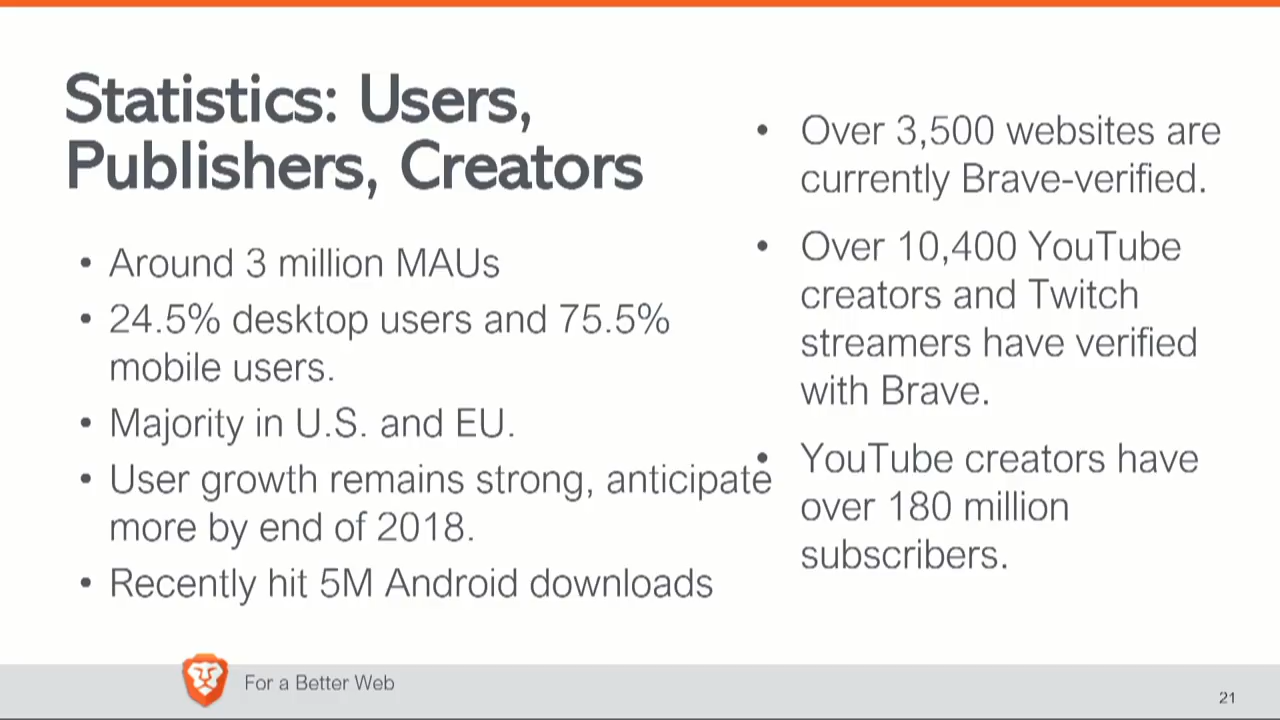 Statistics: Users,
Publishers, Creators
• Around 3 million MAUs
• 24.5% desktop users and 75.5%
mobile users.
• Majority in U.S. and EU.
• User growth remains strong, anticipate
more by end of 2018.
• Recently hit 5M Android downloads
• Over 3,500 websites are
currently Brave-verified.
• Over 10,400 YouTube
creators and Twitch
streamers have verified
with Brave.
• YouTube creators have
over 180 million
subscribers.
For a Better Web
21